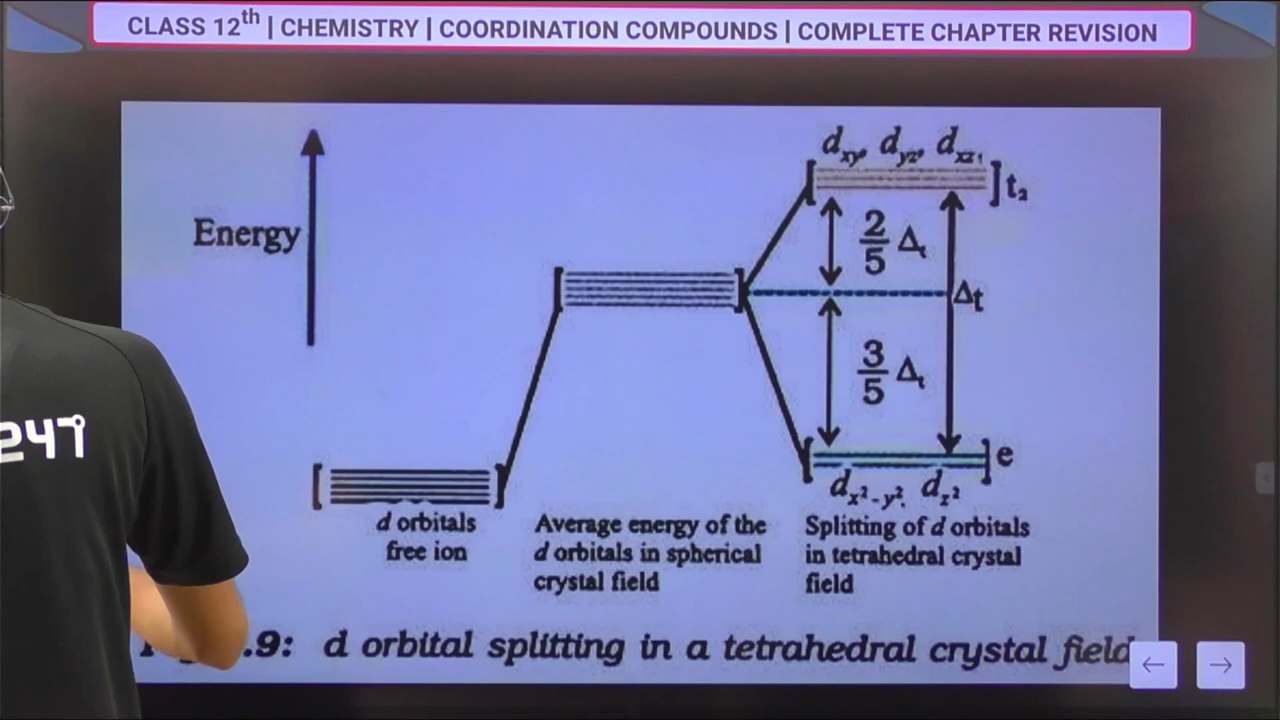 CLASS 12th | CHEMISTRY | COORDINATION COMPOUNDS | COMPLETE CHAPTER REVISION
dxy, dyz, dxz,
t2
Energy
2/5 Δt
Δt
3/5 Δt
e
dx²-y², dz²
247
d orbitals
free ion
Average energy of the
d orbitals in spherical
crystal field
Splitting of d orbitals
in tetrahedral crystal
field
.9: d orbital splitting in a tetrahedral crystal field